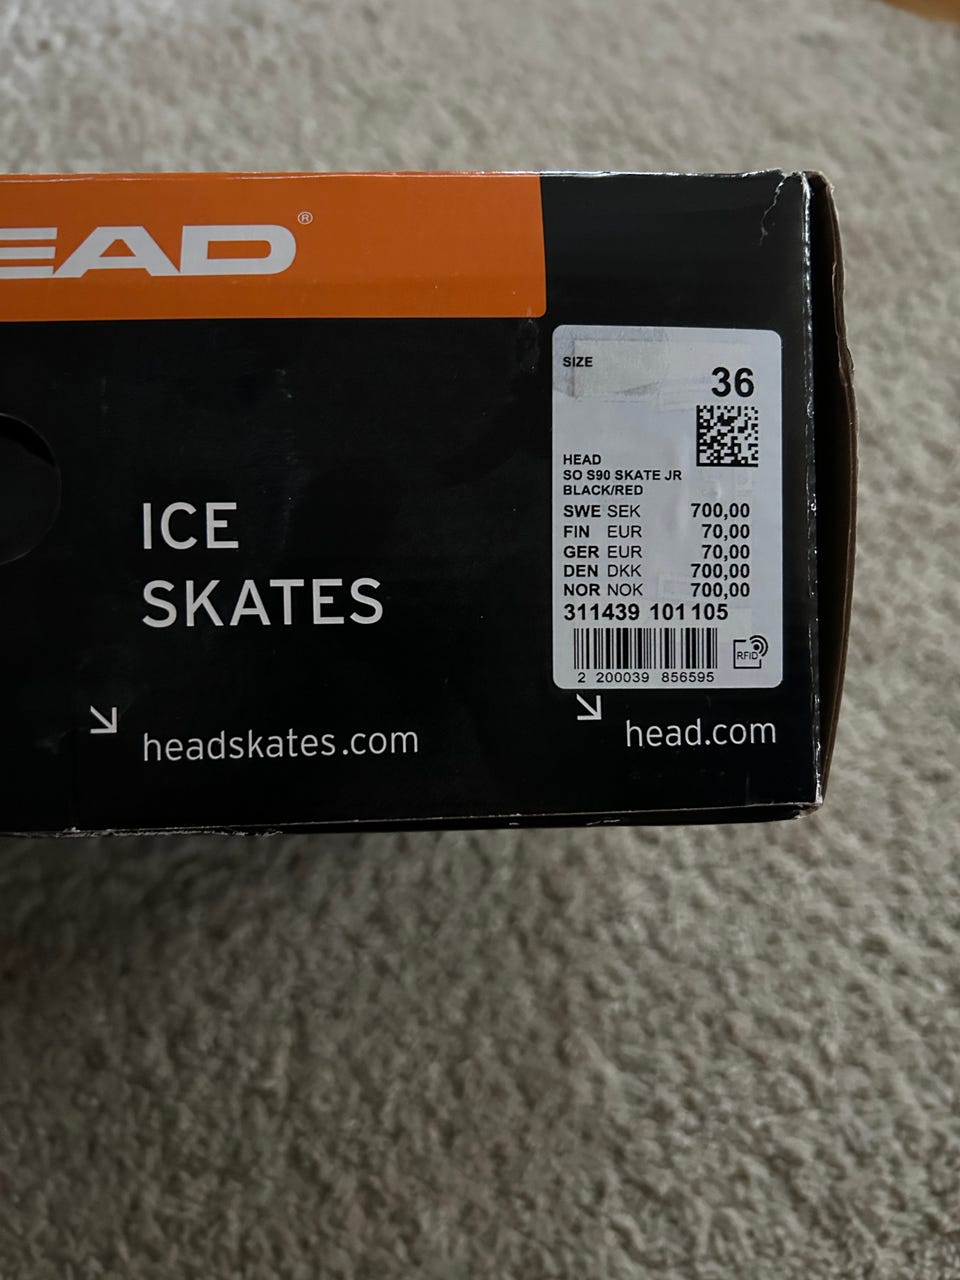 EAD®
SIZE
36
HEAD
SO S90 SKATE JR
BLACK/RED
SWE SEK 700,00
FIN EUR 70,00
GER EUR 70,00
DEN DKK 700,00
NOR NOK 700,00
311439 101 105
RFID
2 200039 856595
ICE
SKATES
headskates.com
head.com